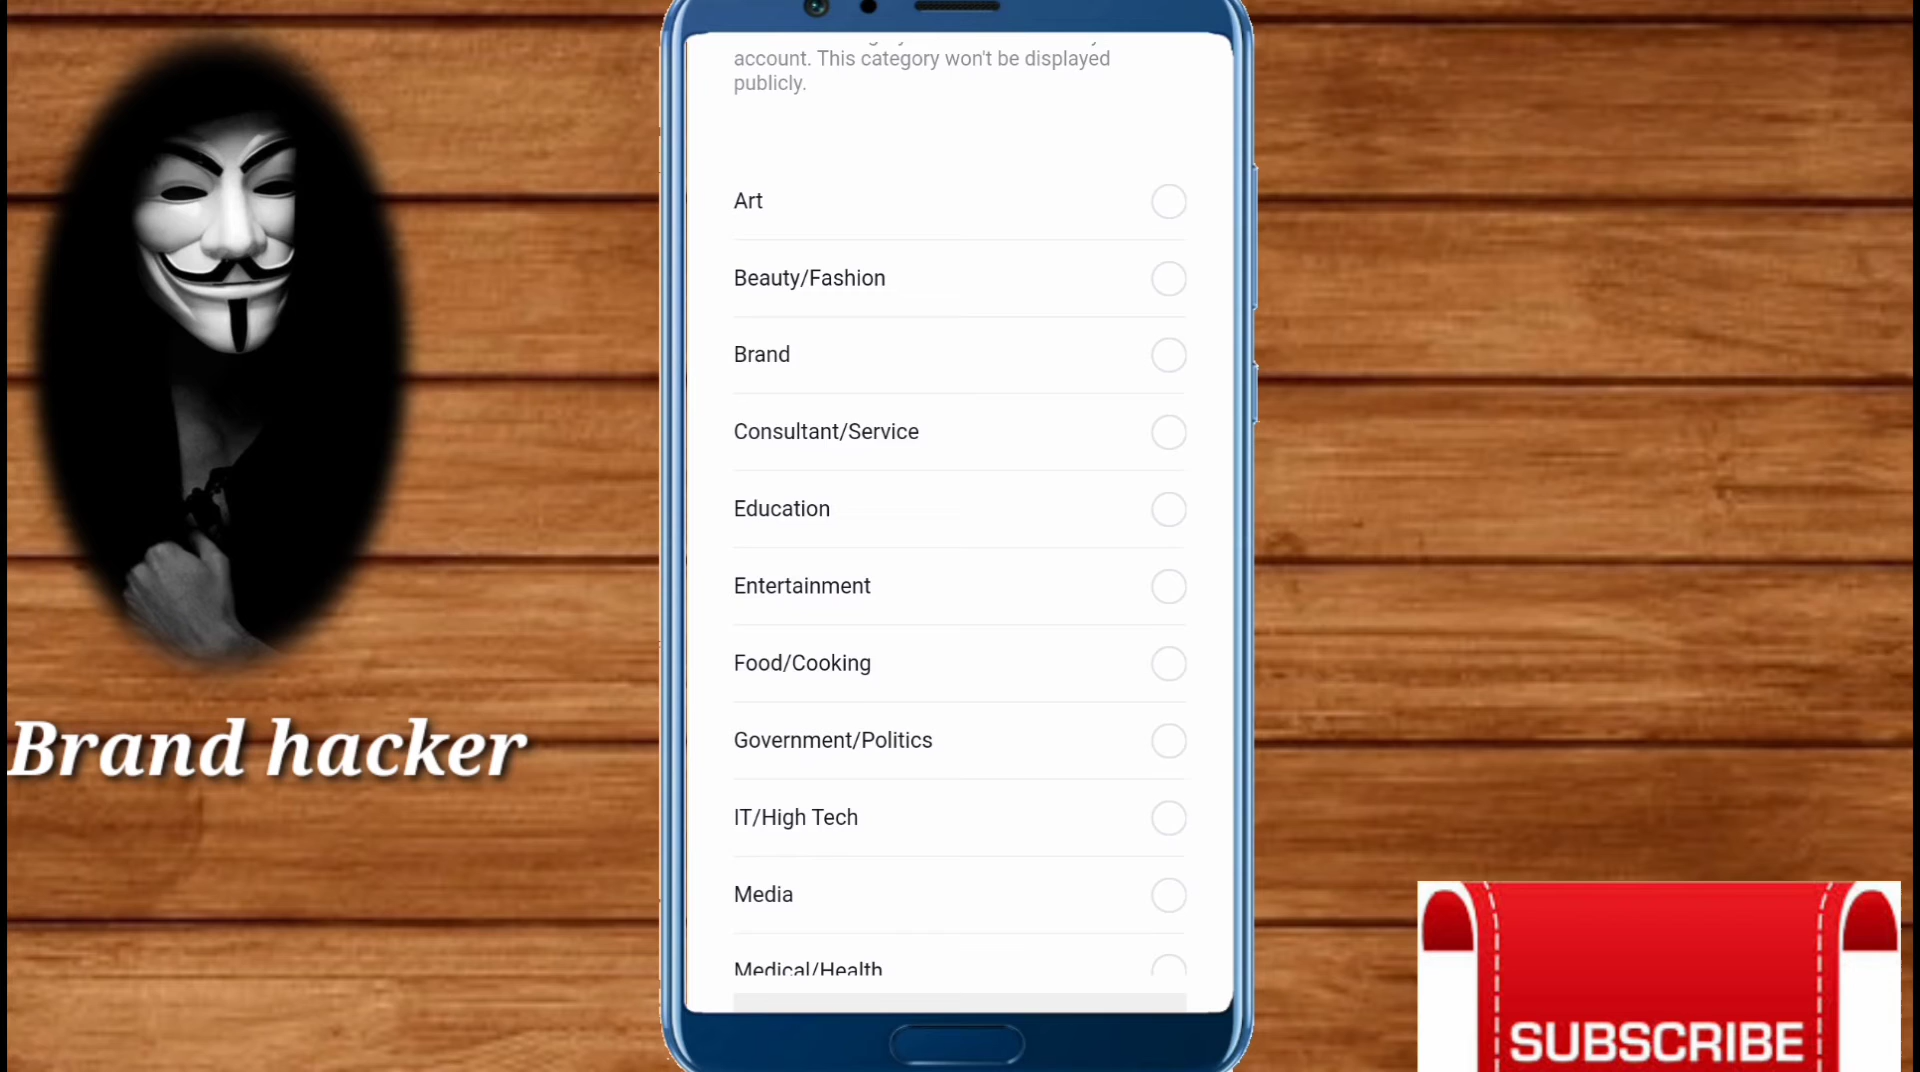 account. This category won't be displayed
publicly.
Art
Beauty/Fashion
Brand
Consultant/Service
Education
Entertainment
Food/Cooking
Government/Politics
IT/High Tech
Media
Medical/Health
Brand hacker
SUBSCRIBE